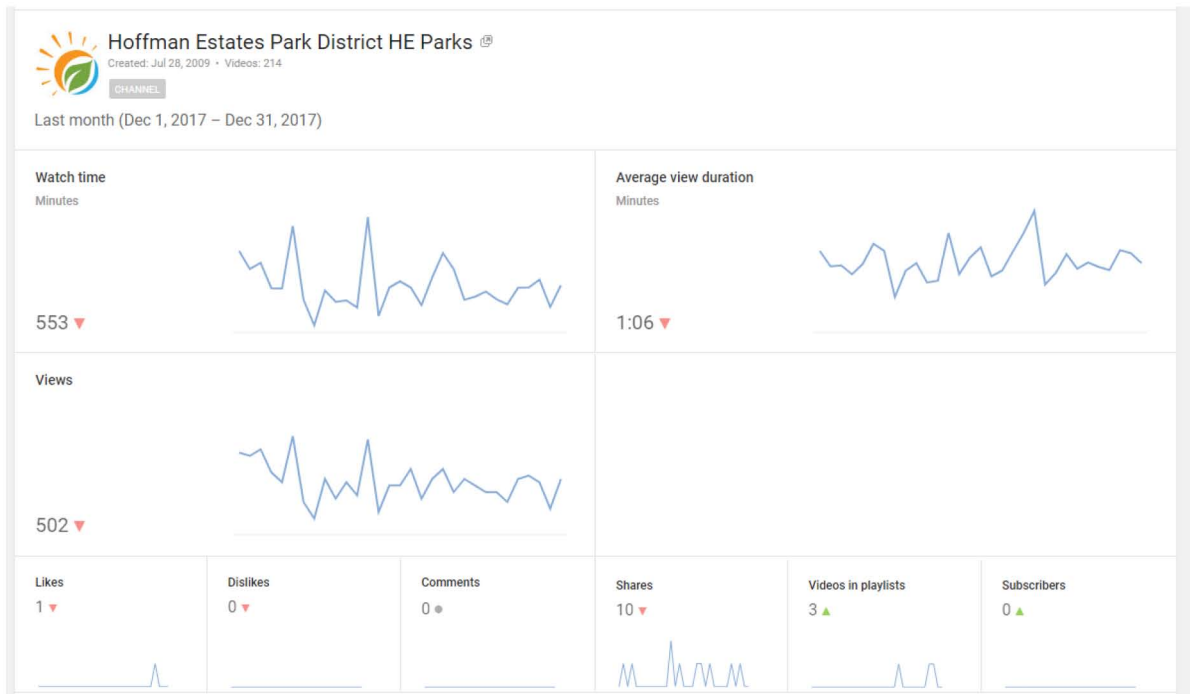 Hoffman Estates Park District HE Parks
Created: Jul 28, 2009 • Videos: 214
CHANNEL
Last month (Dec 1, 2017 – Dec 31, 2017)
Watch time
Minutes
553
Average view duration
Minutes
1:06
Views
502
Likes
1
Dislikes
0
Comments
0
Shares
10
Videos in playlists
3
Subscribers
0